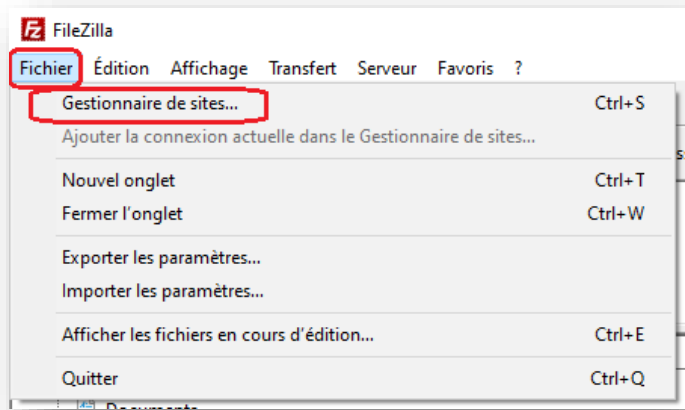 FileZilla
Fichier Édition Affichage Transfert Serveur Favoris ?
Gestionnaire de sites... Ctrl+S
Ajouter la connexion actuelle dans le Gestionnaire de sites...
Nouvel onglet Ctrl+T
Fermer l’onglet Ctrl+W
Exporter les paramètres...
Importer les paramètres...
Afficher les fichiers en cours d’édition... Ctrl+E
Quitter Ctrl+Q